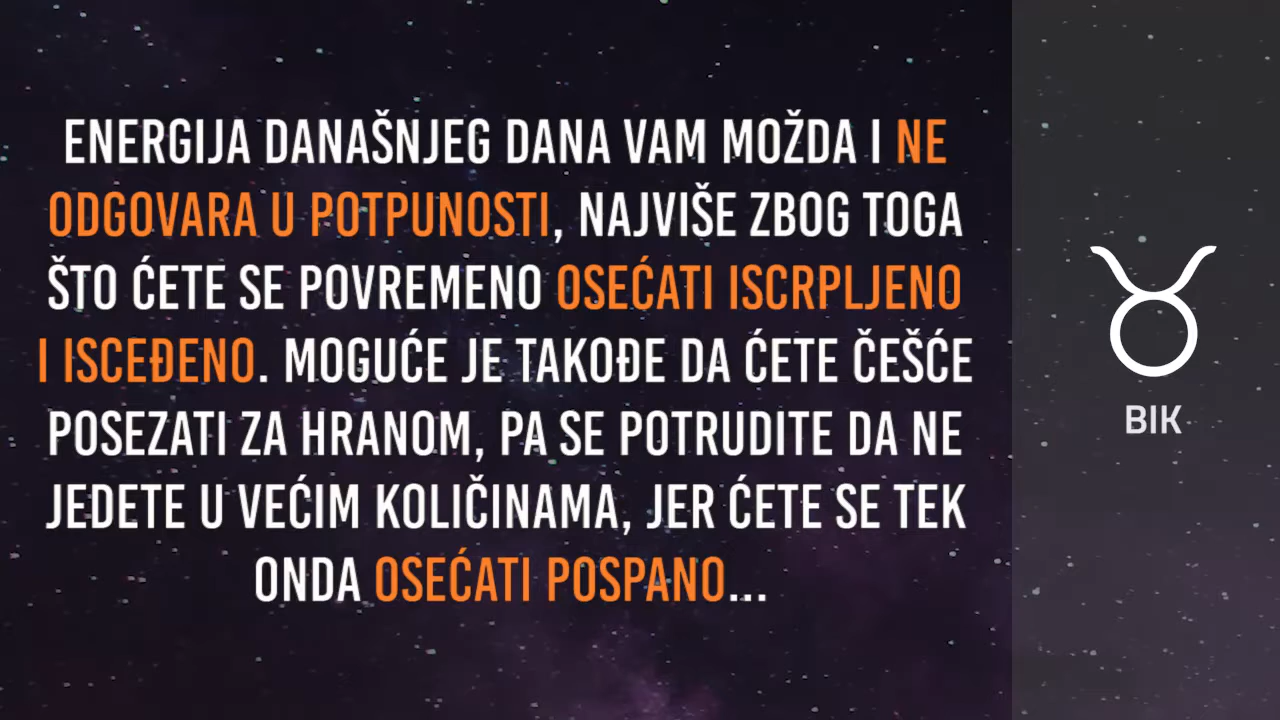 ENERGIJA DANAŠNJEG DANA VAM MOŽDA I NE
ODGOVARA U POTPUNOSTI, NAJVIŠE ZBOG TOGA
ŠTO ĆETE SE POVREMENO OSEĆATI ISCRPLJENO
I ISCEĐENO. MOGUĆE JE TAKOĐE DA ĆETE ČEŠĆE
POSEZATI ZA HRANOM, PA SE POTRUDITE DA NE
JEDETE U VEĆIM KOLIČINAMA, JER ĆETE SE TEK
ONDA OSEĆATI POSPANO...
BIK